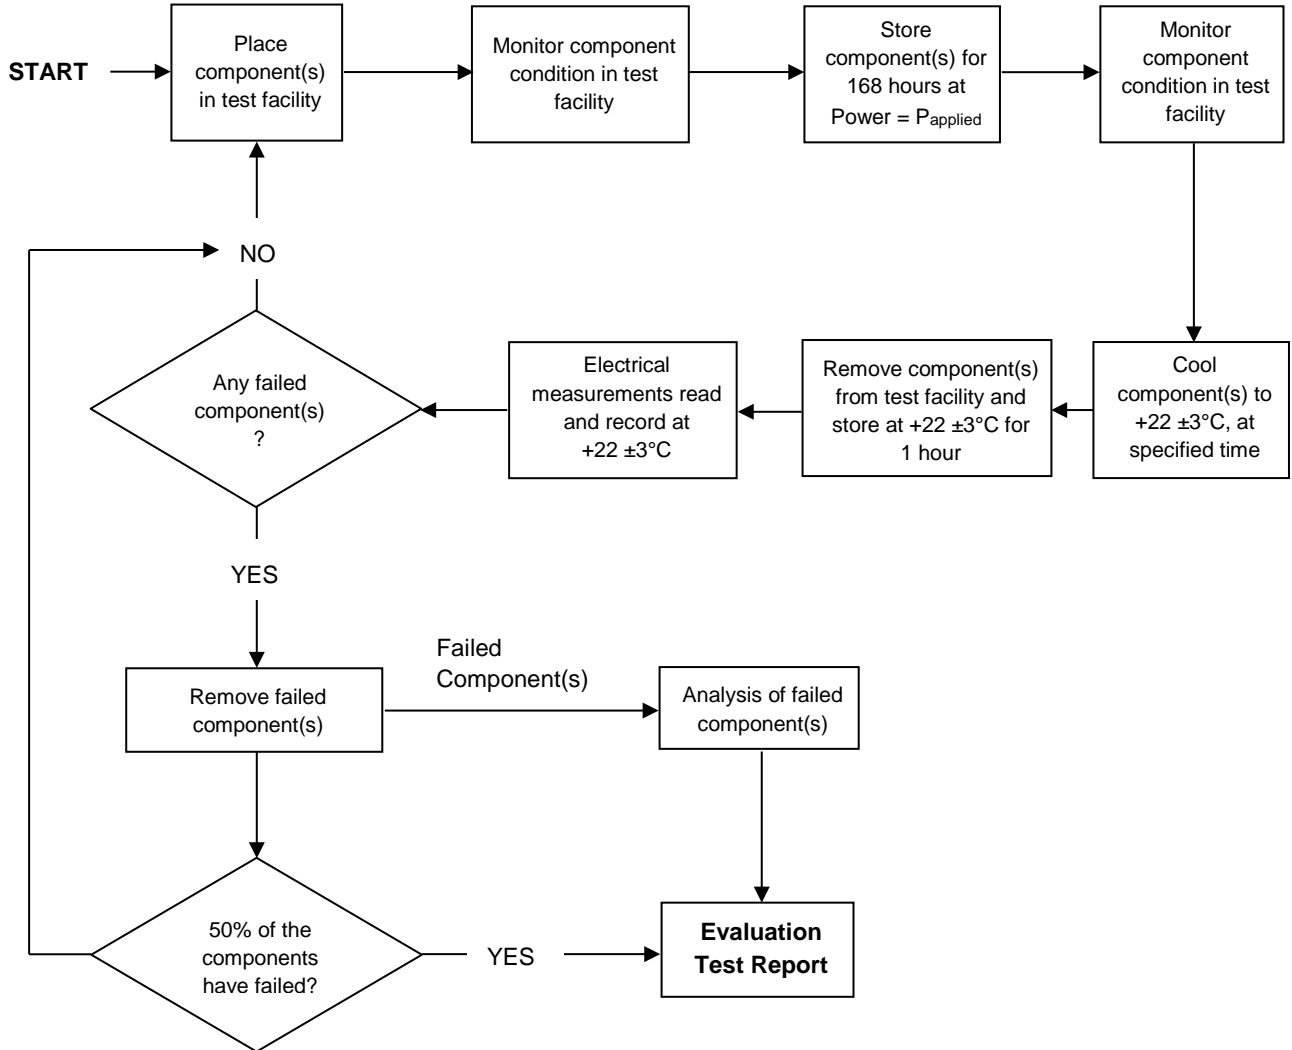 START
Place
component(s)
in test facility
Monitor component
condition in test
facility
Store
component(s) for
168 hours at
Power = Papplied
Monitor
component
condition in test
facility
Cool
component(s) to
+22 ±3°C, at
specified time
Remove component(s)
from test facility and
store at +22 ±3°C for
1 hour
Electrical
measurements read
and record at
+22 ±3°C
Any failed
component(s)
?
NO
YES
Remove failed
component(s)
Failed
Component(s)
Analysis of failed
component(s)
50% of the
components
have failed?
YES
Evaluation
Test Report